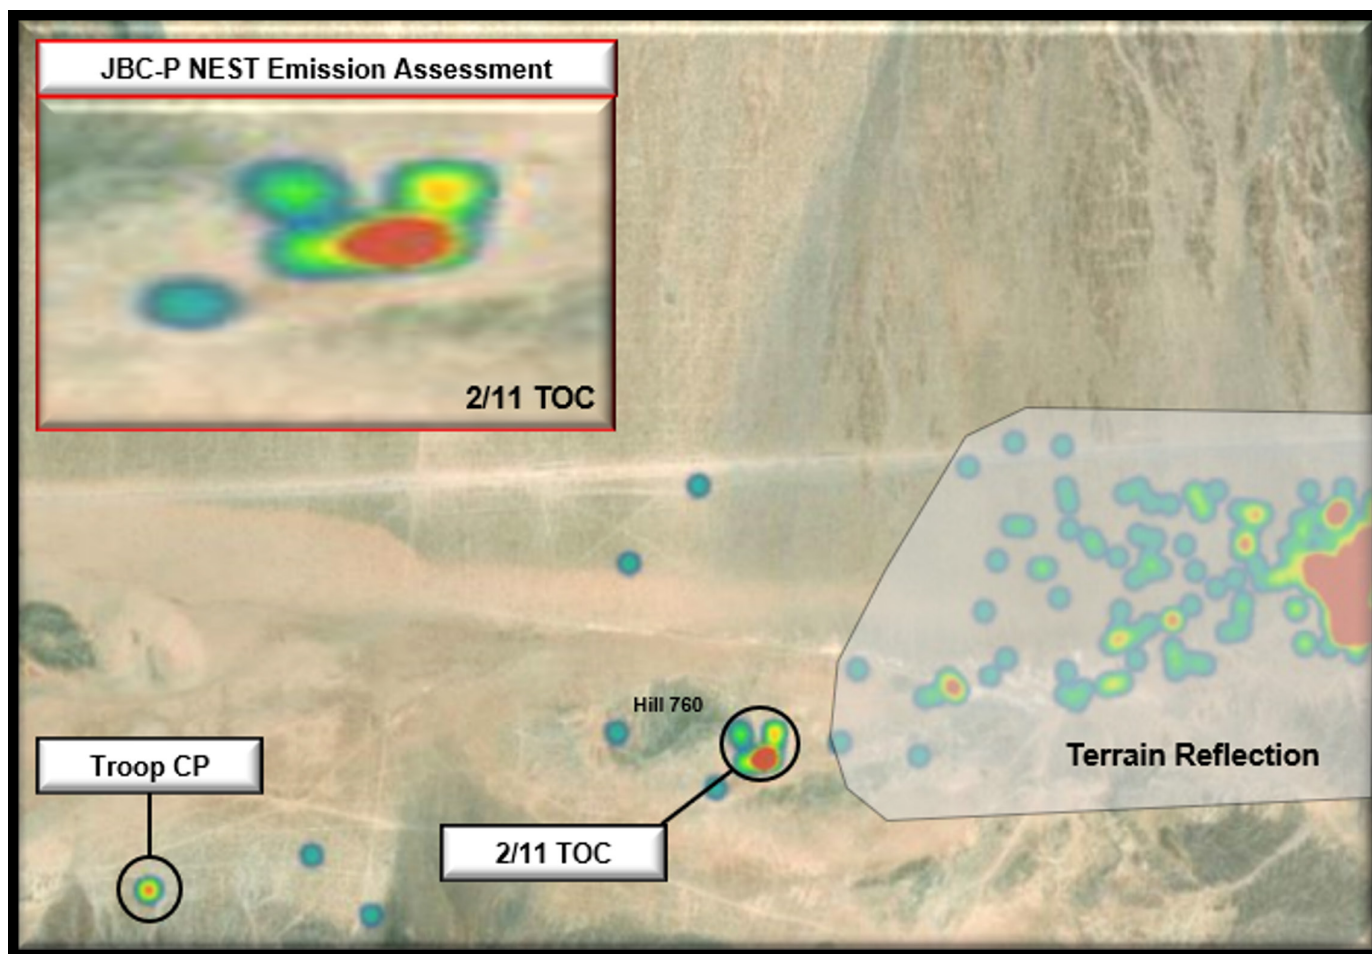 JBC-P NEST Emission Assessment
2/11 TOC
Hill 760
Troop CP
Terrain Reflection
2/11 TOC